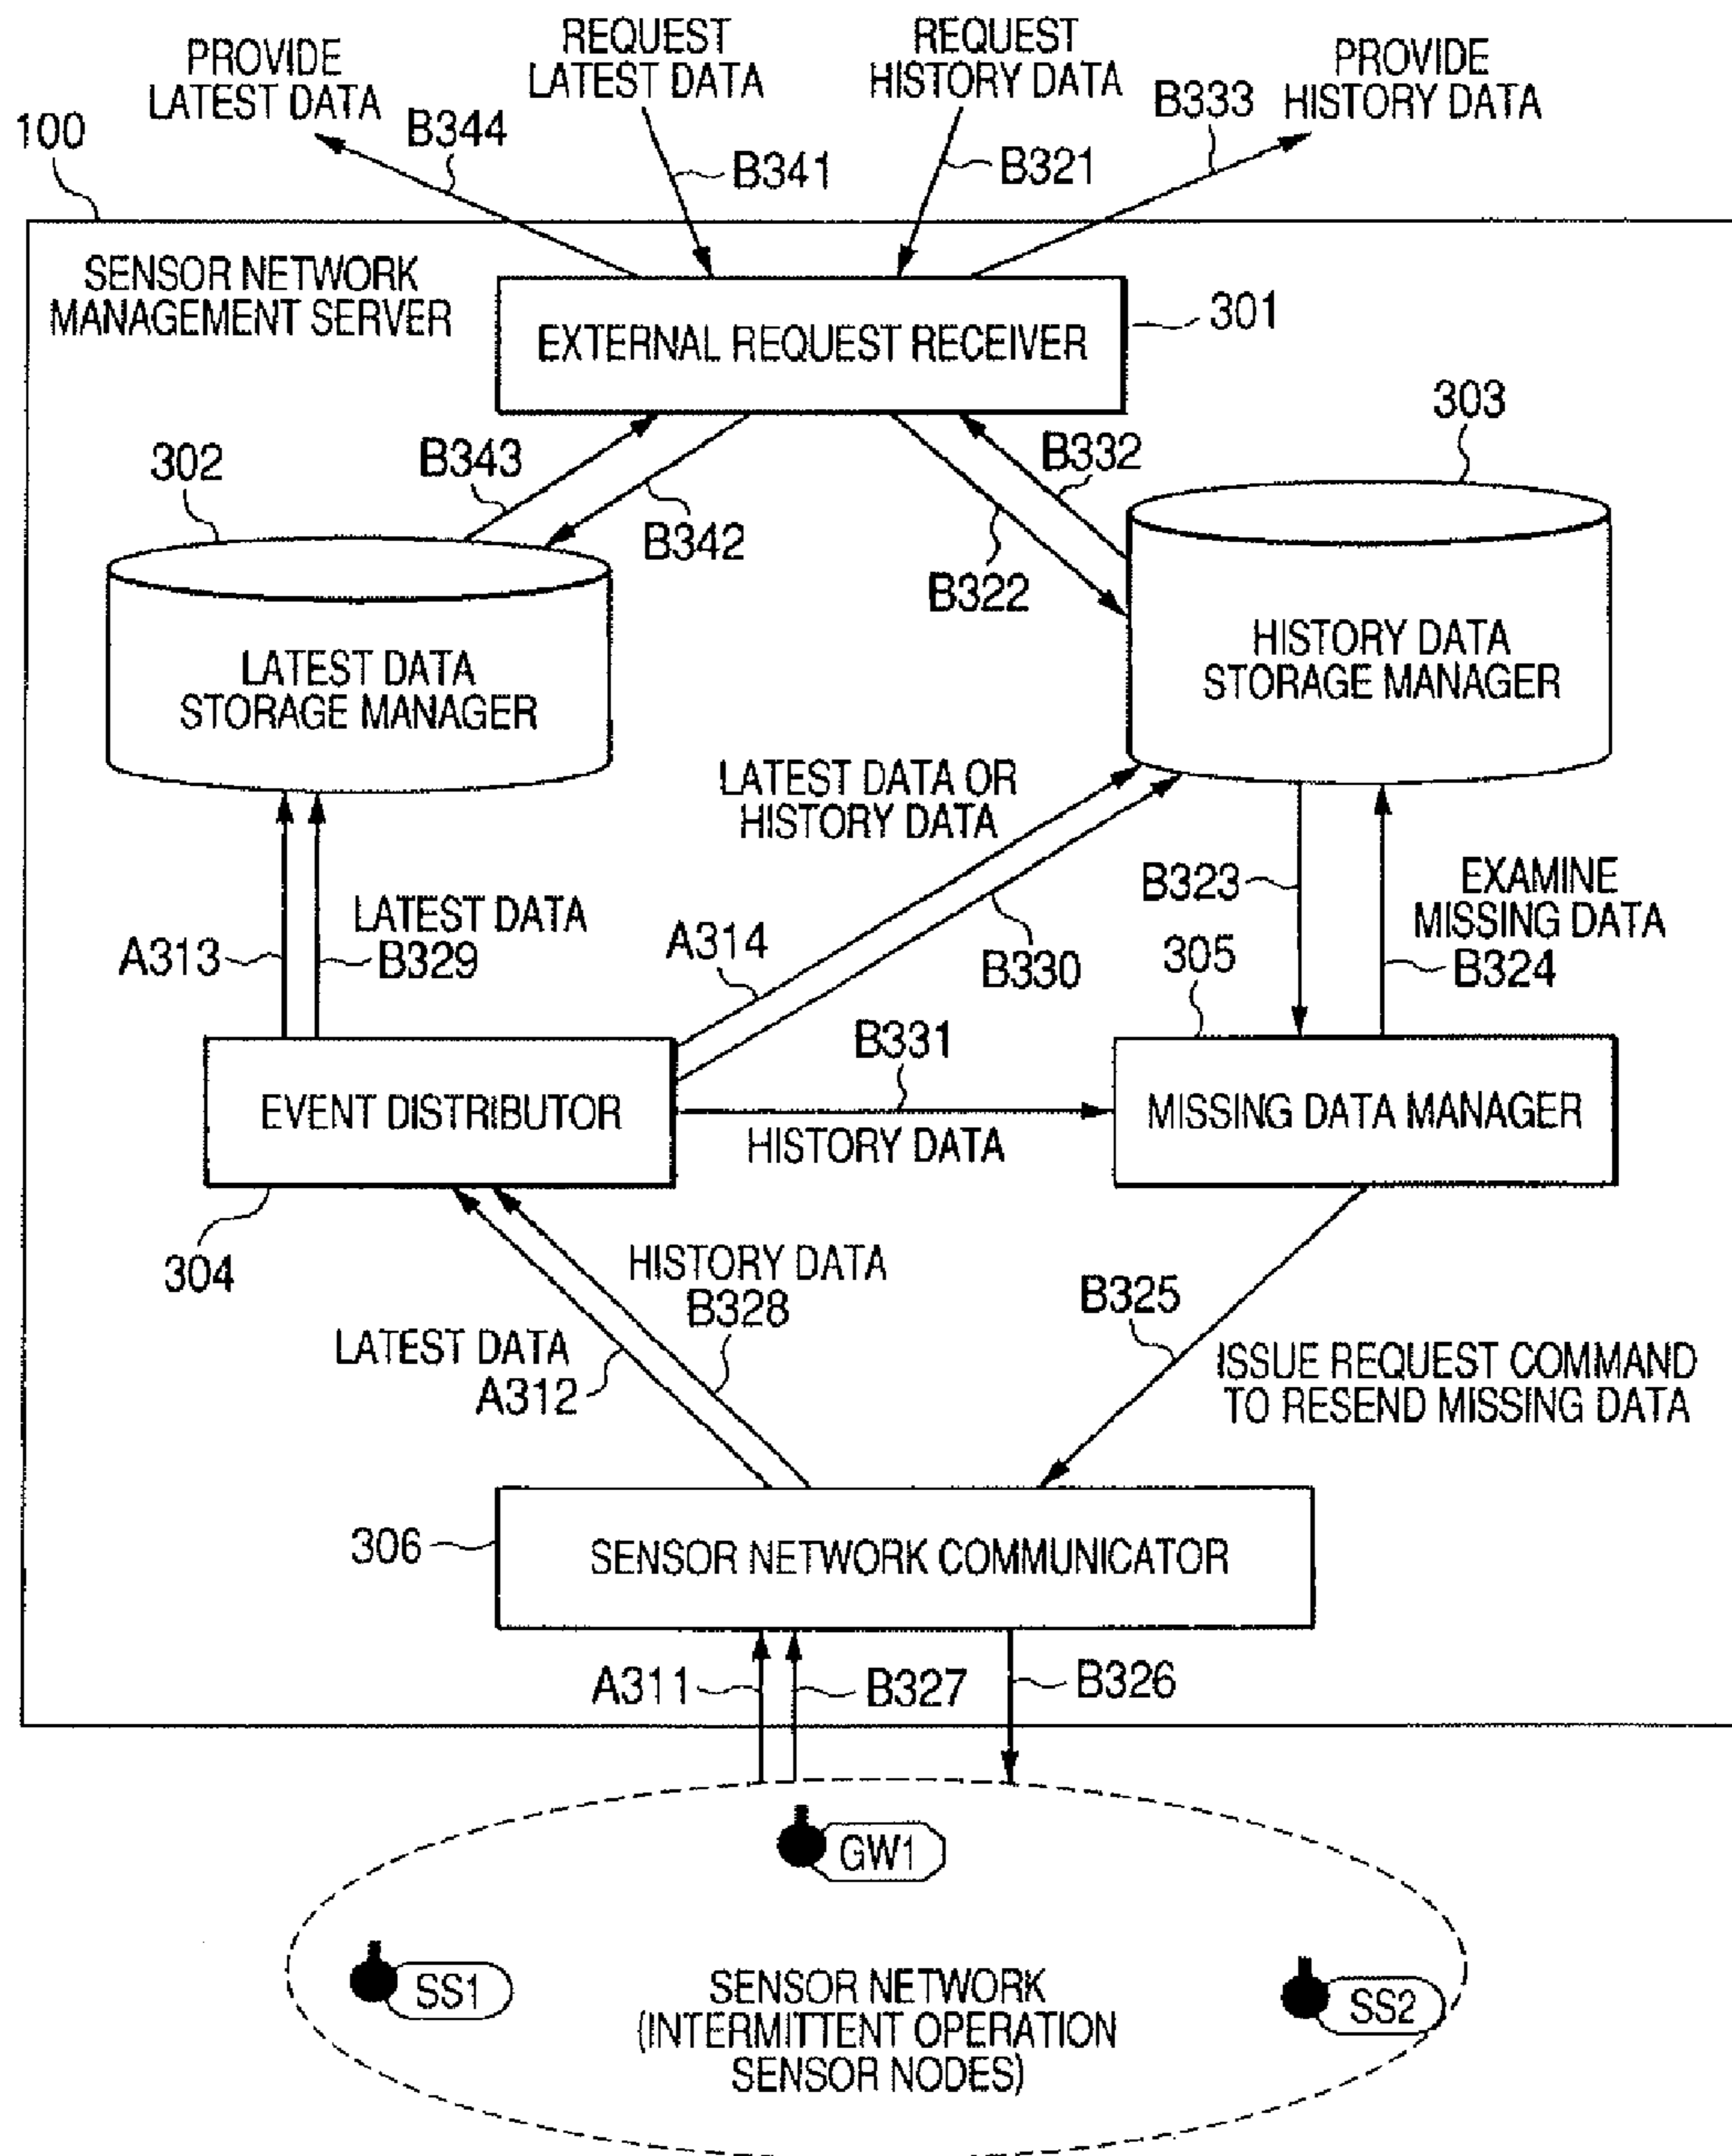 PROVIDE
LATEST DATA
REQUEST
LATEST DATA
REQUEST
HISTORY DATA
PROVIDE
HISTORY DATA
100
B344
B341
B321
B333
SENSOR NETWORK
MANAGEMENT SERVER
EXTERNAL REQUEST RECEIVER
301
302
B343
B342
B332
B322
303
LATEST DATA
STORAGE MANAGER
HISTORY DATA
STORAGE MANAGER
LATEST DATA OR
HISTORY DATA
A313
LATEST DATA
B329
A314
B330
B323
EXAMINE
MISSING DATA
B324
305
B331
EVENT DISTRIBUTOR
HISTORY DATA
MISSING DATA MANAGER
304
HISTORY DATA
B328
LATEST DATA
A312
B325
ISSUE REQUEST COMMAND
TO RESEND MISSING DATA
306
SENSOR NETWORK COMMUNICATOR
A311
B327
B326
GW1
SS1
SENSOR NETWORK
(INTERMITTENT OPERATION
SENSOR NODES)
SS2